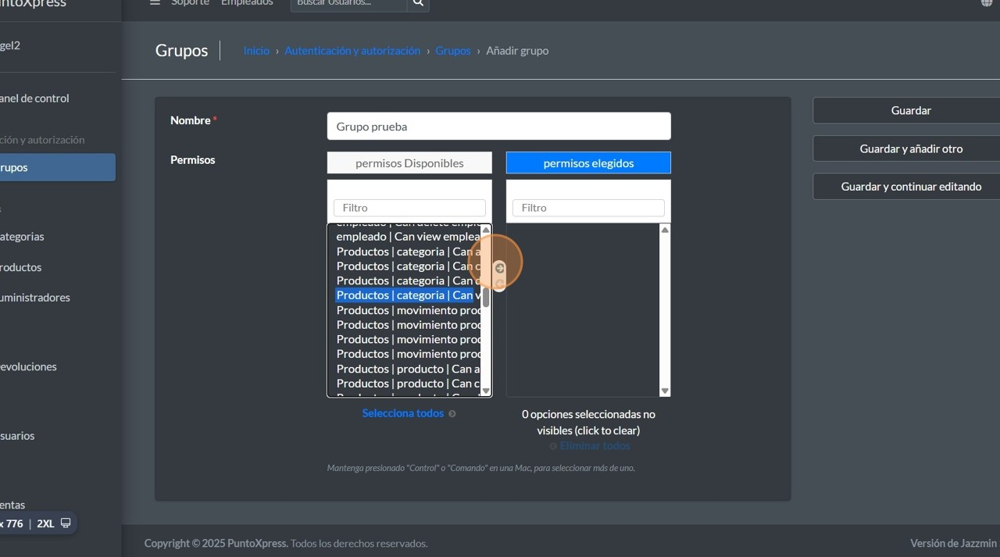 untoXpress
Soporte Empleados Buscar Usuarios...
gel2
Grupos Inicio › Autenticación y autorización › Grupos › Añadir grupo
anel de control
ción y autorización
rupos
ategorias
roductos
uministradores
evoluciones
suarios
entas
x 776 | 2XL
Nombre *
Grupo prueba
Permisos
permisos Disponibles
Filtro
empleado | Can delete emple
empleado | Can view emplea
Productos | categoria | Can a
Productos | categoria | Can c
Productos | categoria | Can d
Productos | categoria | Can v
Productos | movimiento proc
Productos | movimiento proc
Productos | movimiento proc
Productos | movimiento proc
Productos | producto | Can a
Productos | producto | Can c
Selecciona todos
permisos elegidos
Filtro
0 opciones seleccionadas no
visibles (click to clear)
Eliminar todos
Mantenga presionado "Control" o "Comando" en una Mac, para seleccionar más de uno.
Guardar
Guardar y añadir otro
Guardar y continuar editando
Copyright © 2025 PuntoXpress. Todos los derechos reservados.
Versión de Jazzmin